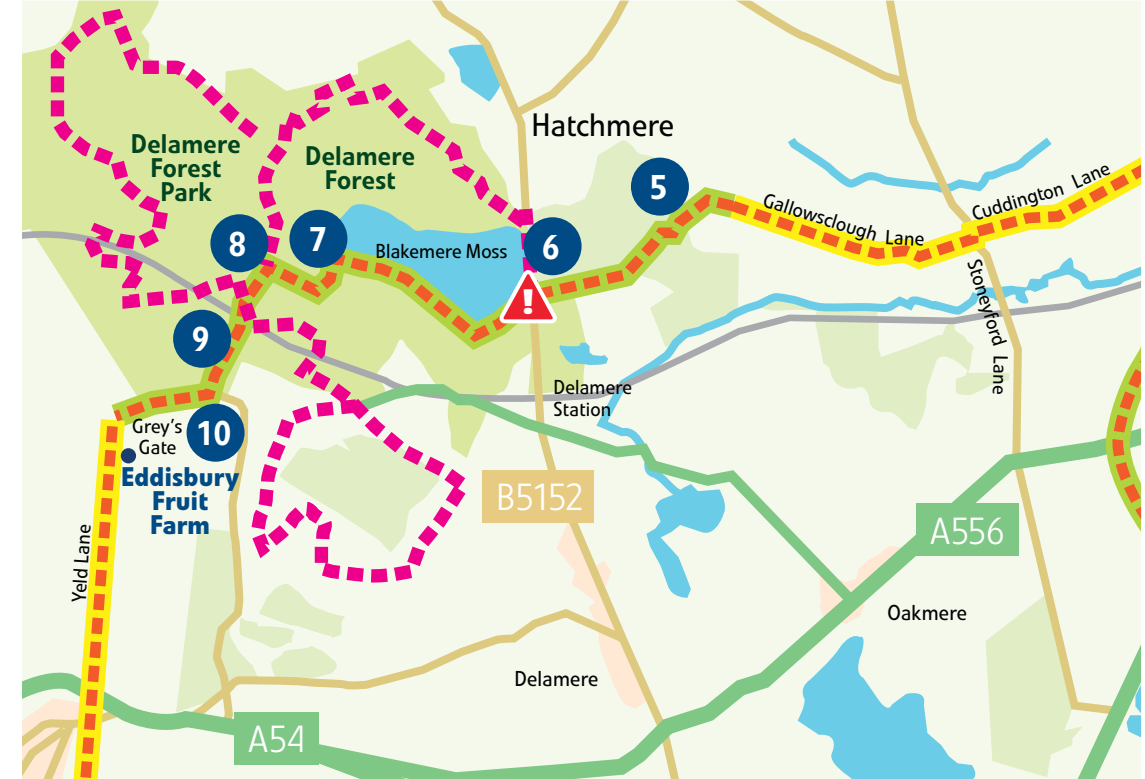 Hatchmere
Delamere
Forest
Park
Delamere
Forest
5
Gallowsclough Lane
Cuddington Lane
8
7
Blakemere Moss
6
!
Stoneyford Lane
9
Delamere
Station
Grey's
Gate
10
Eddisbury
Fruit
Farm
B5152
A556
Yeld Lane
Oakmere
Delamere
A54